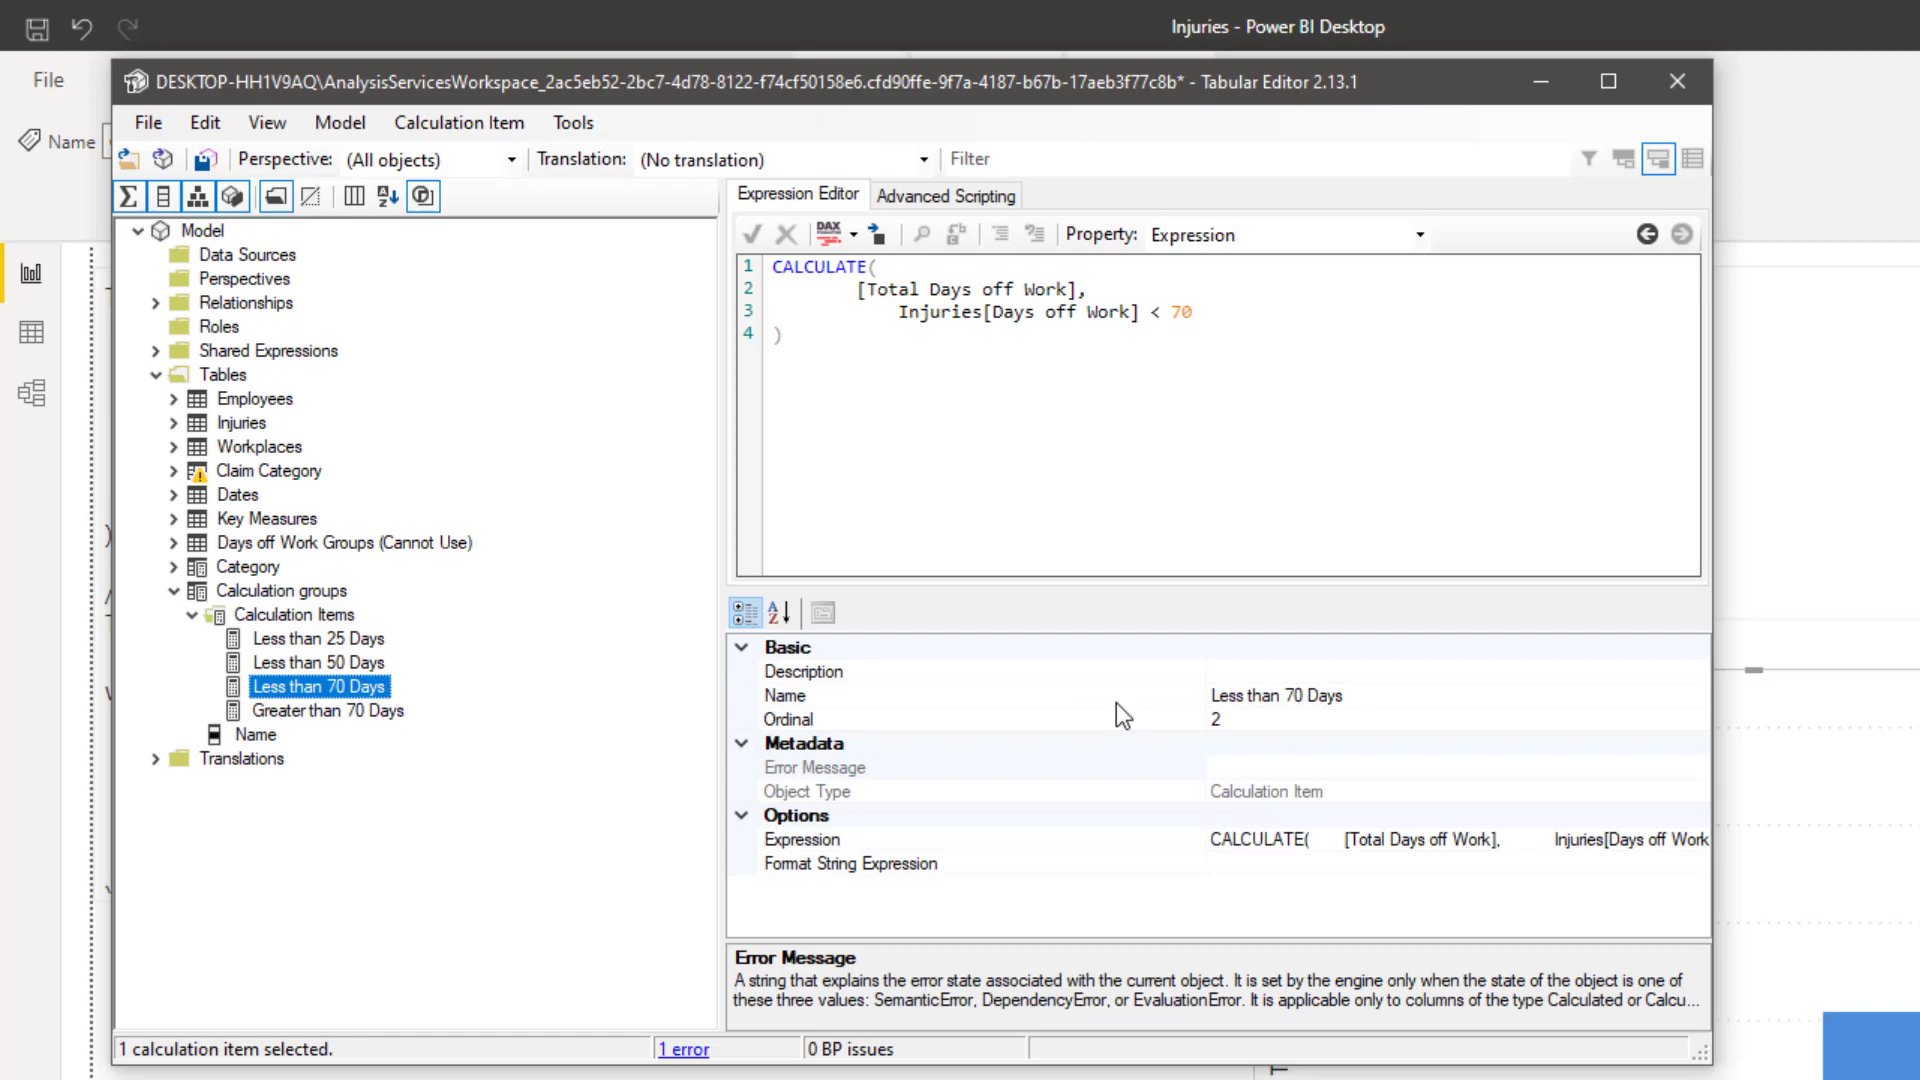 Injuries - Power BI Desktop
File
Name
DESKTOP-HH1V9AQ\AnalysisServicesWorkspace_2ac5eb52-2bc7-4d78-8122-f74cf50158e6.cfd90ffe-9f7a-4187-b67b-17aeb3f77c8b* - Tabular Editor 2.13.1
File Edit View Model Calculation Item Tools
Perspective: (All objects) Translation: (No translation) Filter
Model
Data Sources
Perspectives
Relationships
Roles
Shared Expressions
Tables
Employees
Injuries
Workplaces
Claim Category
Dates
Key Measures
Days off Work Groups (Cannot Use)
Category
Calculation groups
Calculation Items
Less than 25 Days
Less than 50 Days
Less than 70 Days
Greater than 70 Days
Name
Translations
Expression Editor Advanced Scripting
DAX Property: Expression
1 CALCULATE(
2 [Total Days off Work],
3 Injuries[Days off Work] < 70
4 )
Basic
Description
Name Less than 70 Days
Ordinal 2
Metadata
Error Message
Object Type Calculation Item
Options
Expression CALCULATE( [Total Days off Work], Injuries[Days off Work
Format String Expression
Error Message
A string that explains the error state associated with the current object. It is set by the engine only when the state of the object is one of
these three values: SemanticError, DependencyError, or EvaluationError. It is applicable only to columns of the type Calculated or Calcu...
1 calculation item selected. 1 error 0 BP issues